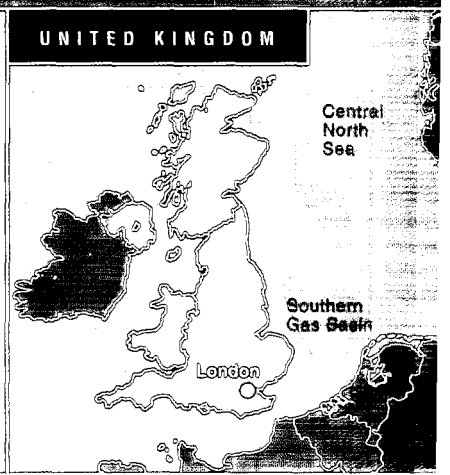 UNITED KINGDOM
Central
North
Sea
Southern
Gas Basin
London